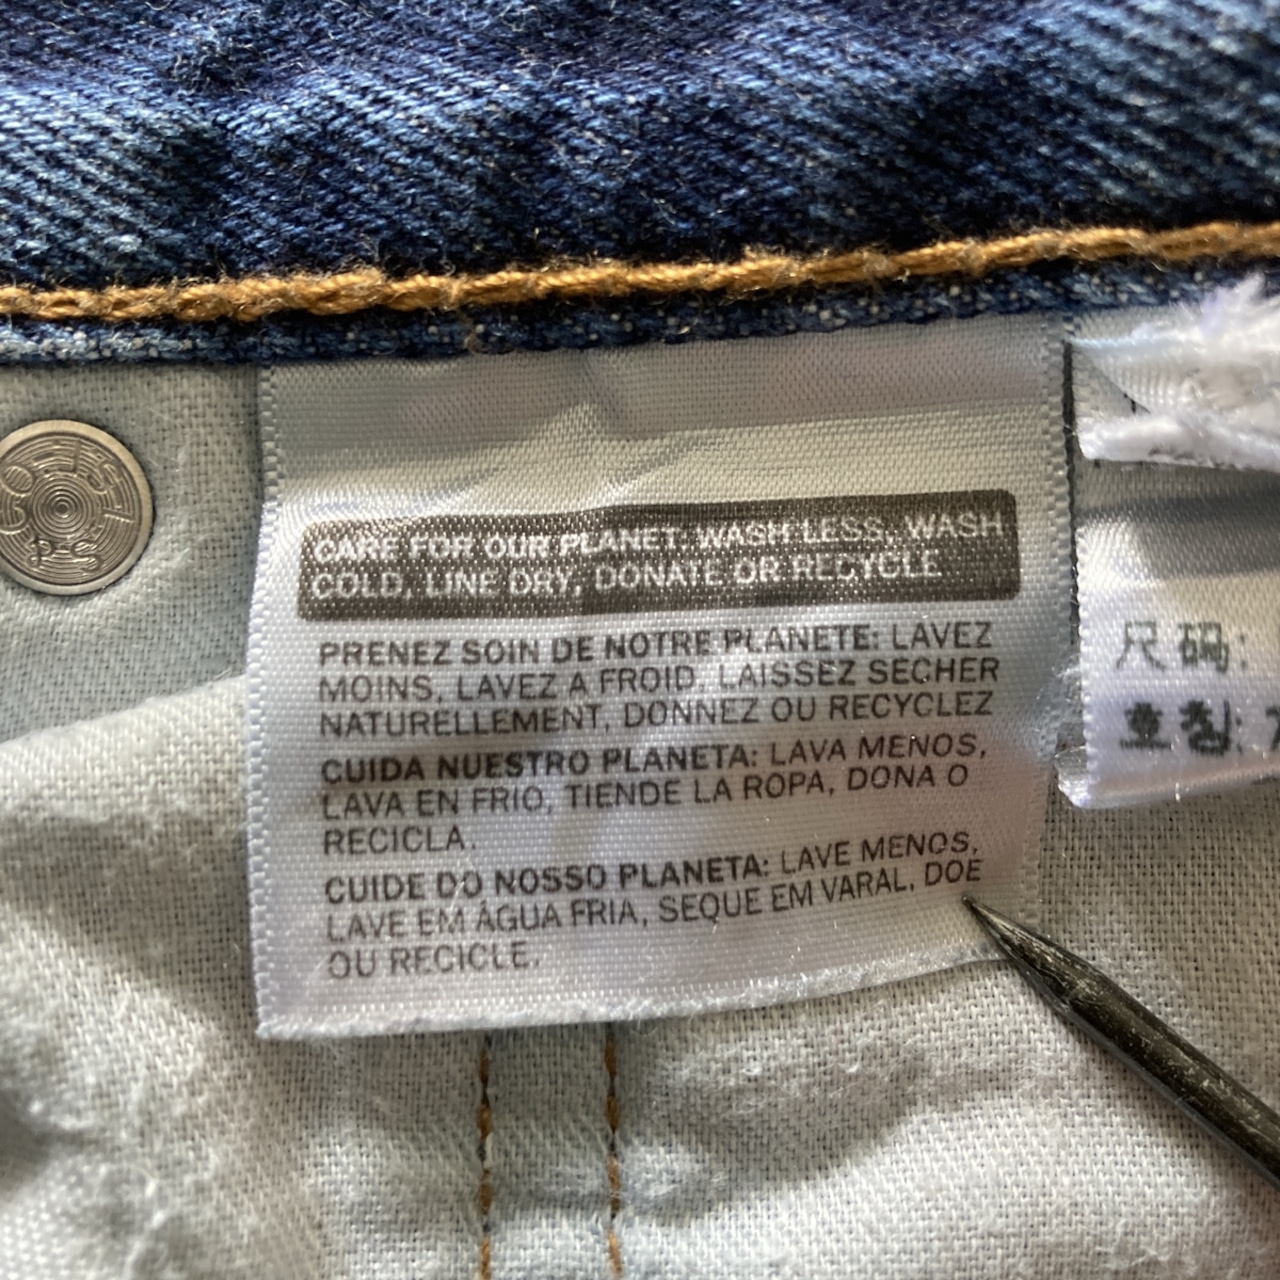 CARE FOR OUR PLANET: WASH LESS, WASH
COLD, LINE DRY, DONATE OR RECYCLE
PRENEZ SOIN DE NOTRE PLANETE: LAVEZ
MOINS, LAVEZ A FROID, LAISSEZ SECHER
NATURELLEMENT, DONNEZ OU RECYCLEZ
CUIDA NUESTRO PLANETA: LAVA MENOS,
LAVA EN FRIO, TIENDE LA ROPA, DONA O
RECICLA.
CUIDE DO NOSSO PLANETA: LAVE MENOS,
LAVE EM ÁGUA FRIA, SEQUE EM VARAL, DOE
OU RECICLE.
尺码:
호칭: